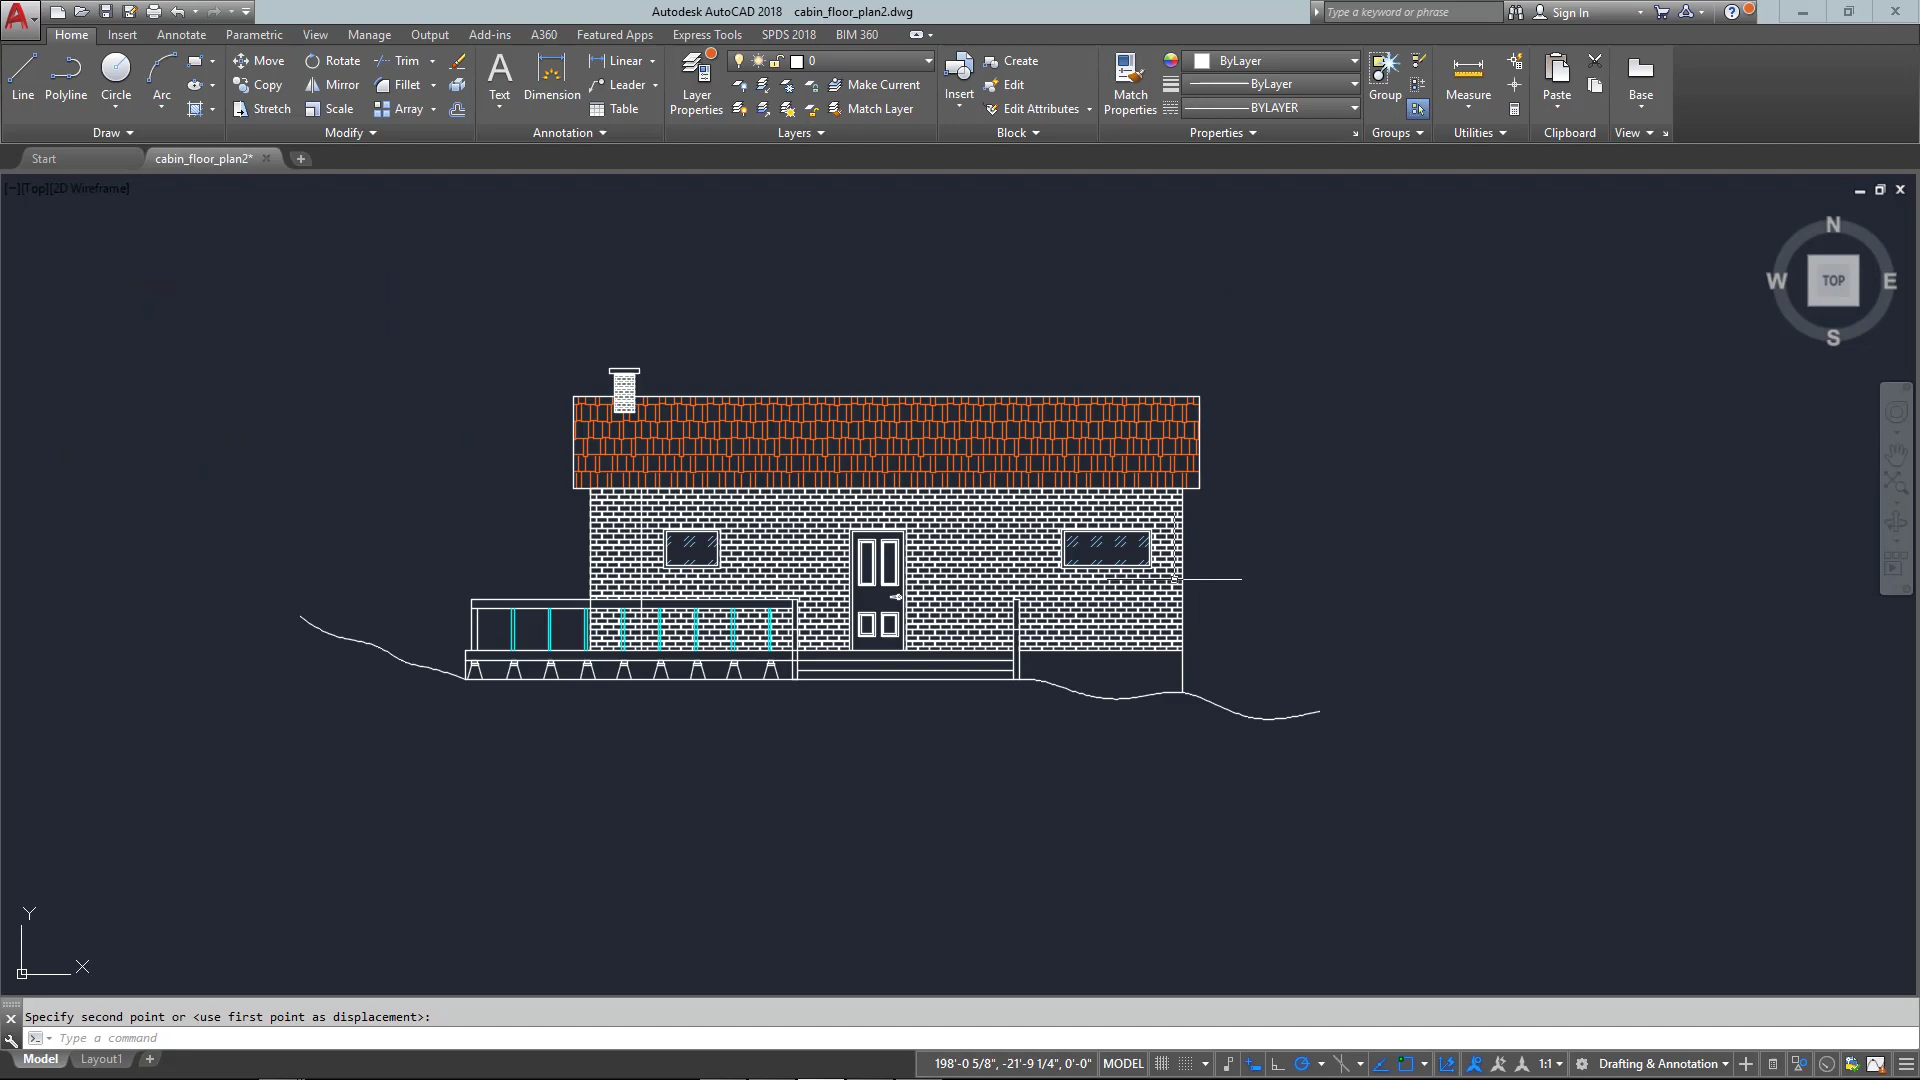 Autodesk AutoCAD 2018 cabin_floor_plan2.dwg
Type a keyword or phrase
Sign In
Home Insert Annotate Parametric View Manage Output Add-ins A360 Featured Apps Express Tools SPDS 2018 BIM 360
Line Polyline Circle Arc
Move Rotate Trim
Copy Mirror Fillet
Stretch Scale Array
Text Dimension
Linear
Leader
Table
Layer Properties
0
Make Current
Match Layer
Insert
Create
Edit
Edit Attributes
Match Properties
ByLayer
ByLayer
BYLAYER
Group Measure Paste Base
Draw Modify Annotation Layers Block Properties Groups Utilities Clipboard View
Start cabin_floor_plan2*
[−][Top][2D Wireframe]
N
W TOP E
S
Y
X
Specify second point or <use first point as displacement>:
Type a command
Model Layout1
198'-0 5/8", -21'-9 1/4", 0'-0" MODEL 1:1 Drafting & Annotation